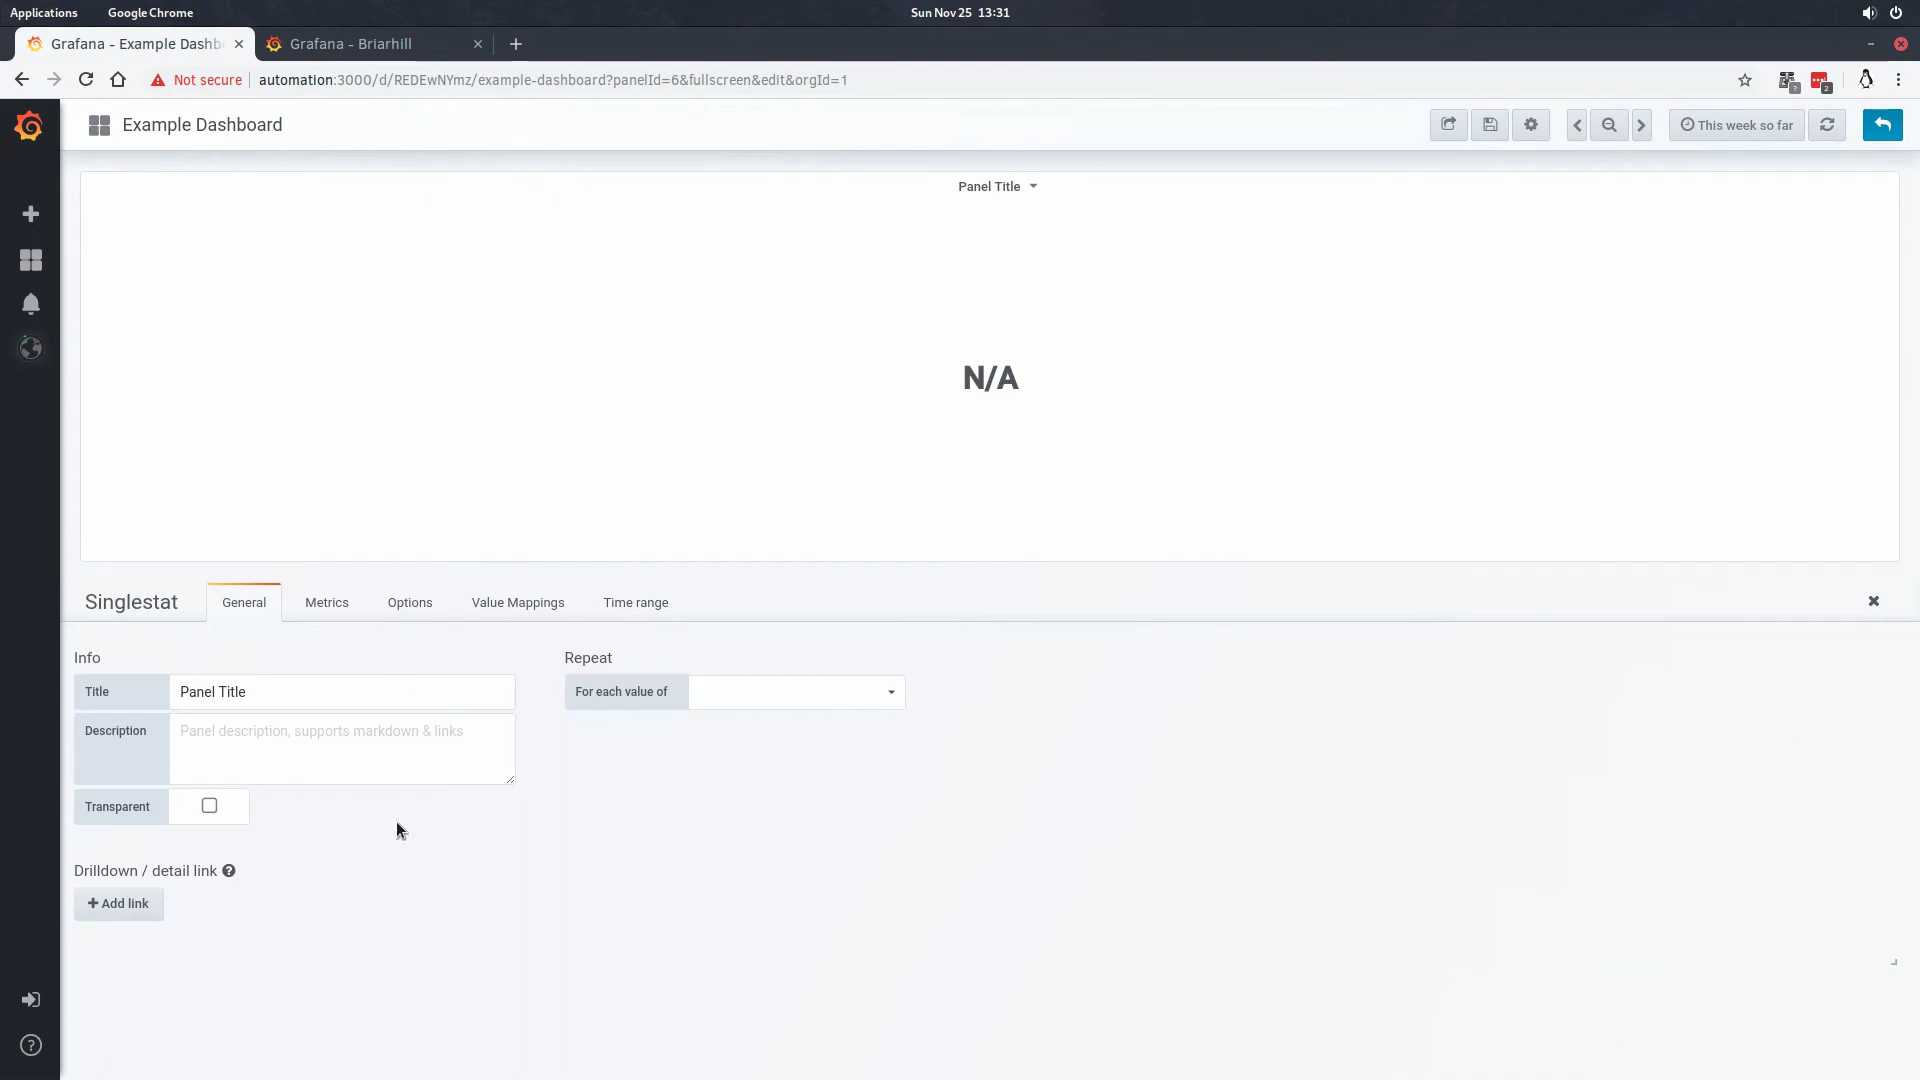 Applications Google Chrome Sun Nov 25 13:31
Grafana - Example Dashb Grafana - Briarhill
Not secure automation:3000/d/REDEwNYmz/example-dashboard?panelId=6&fullscreen&edit&orgId=1
? 2
Example Dashboard This week so far
Panel Title
N/A
Singlestat General Metrics Options Value Mappings Time range
Info Repeat
Title Panel Title For each value of
Description Panel description, supports markdown & links
Transparent
Drilldown / detail link
Add link